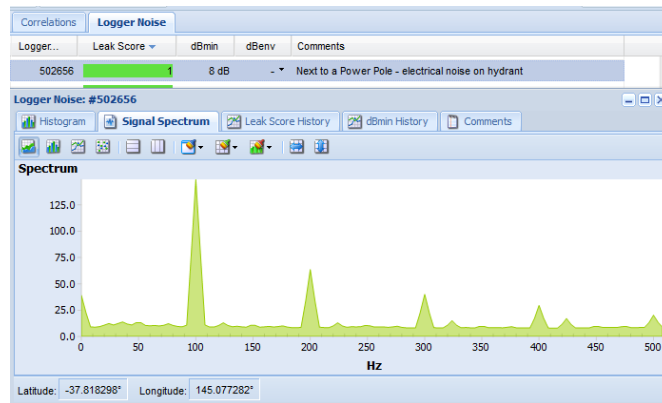 Correlations Logger Noise
Logger... Leak Score dBmin dBenv Comments
502656 1 8 dB - Next to a Power Pole - electrical noise on hydrant
Logger Noise: #502656
Histogram Signal Spectrum Leak Score History dBmin History Comments
Spectrum
125.0
100.0
75.0
50.0
25.0
0.0
0 50 100 150 200 250 300 350 400 450 500
Hz
Latitude: -37.818298° Longitude: 145.077282°